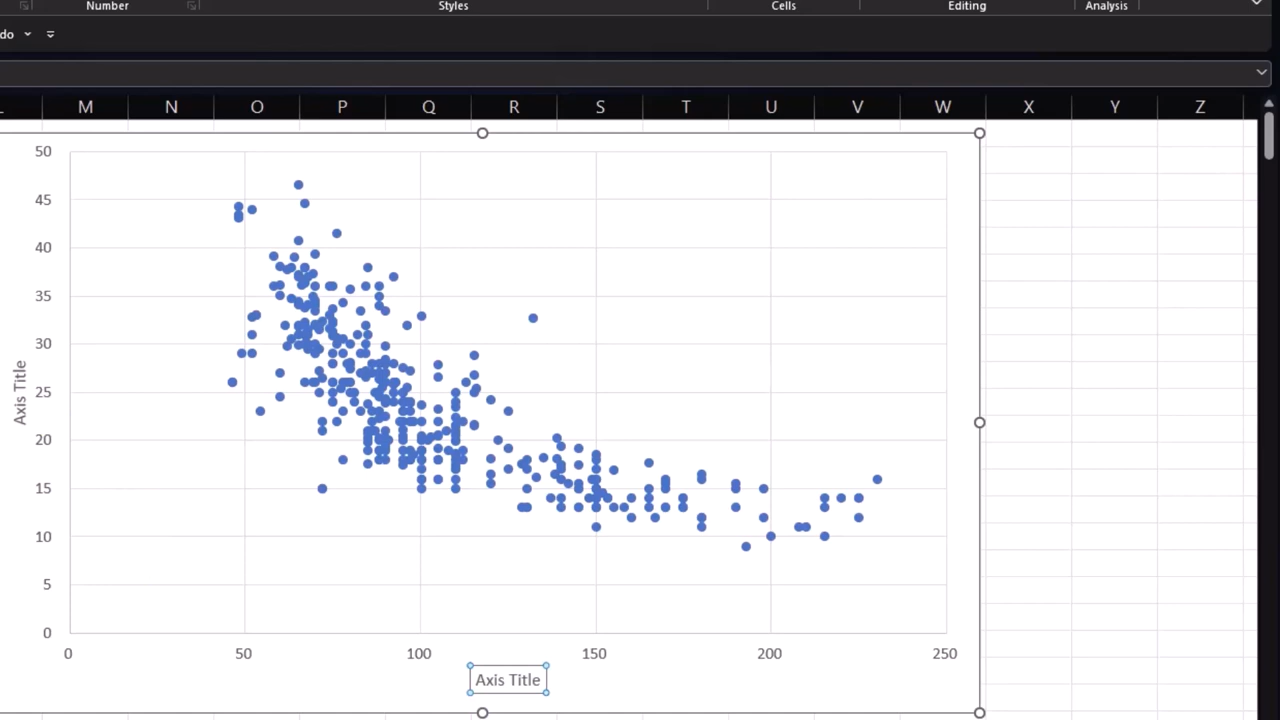 Number Styles Cells Editing Analysis
do
L M N O P Q R S T U V W X Y Z
50
45
40
35
30
25
20
15
10
5
0
Axis Title
0 50 100 150 200 250
Axis Title